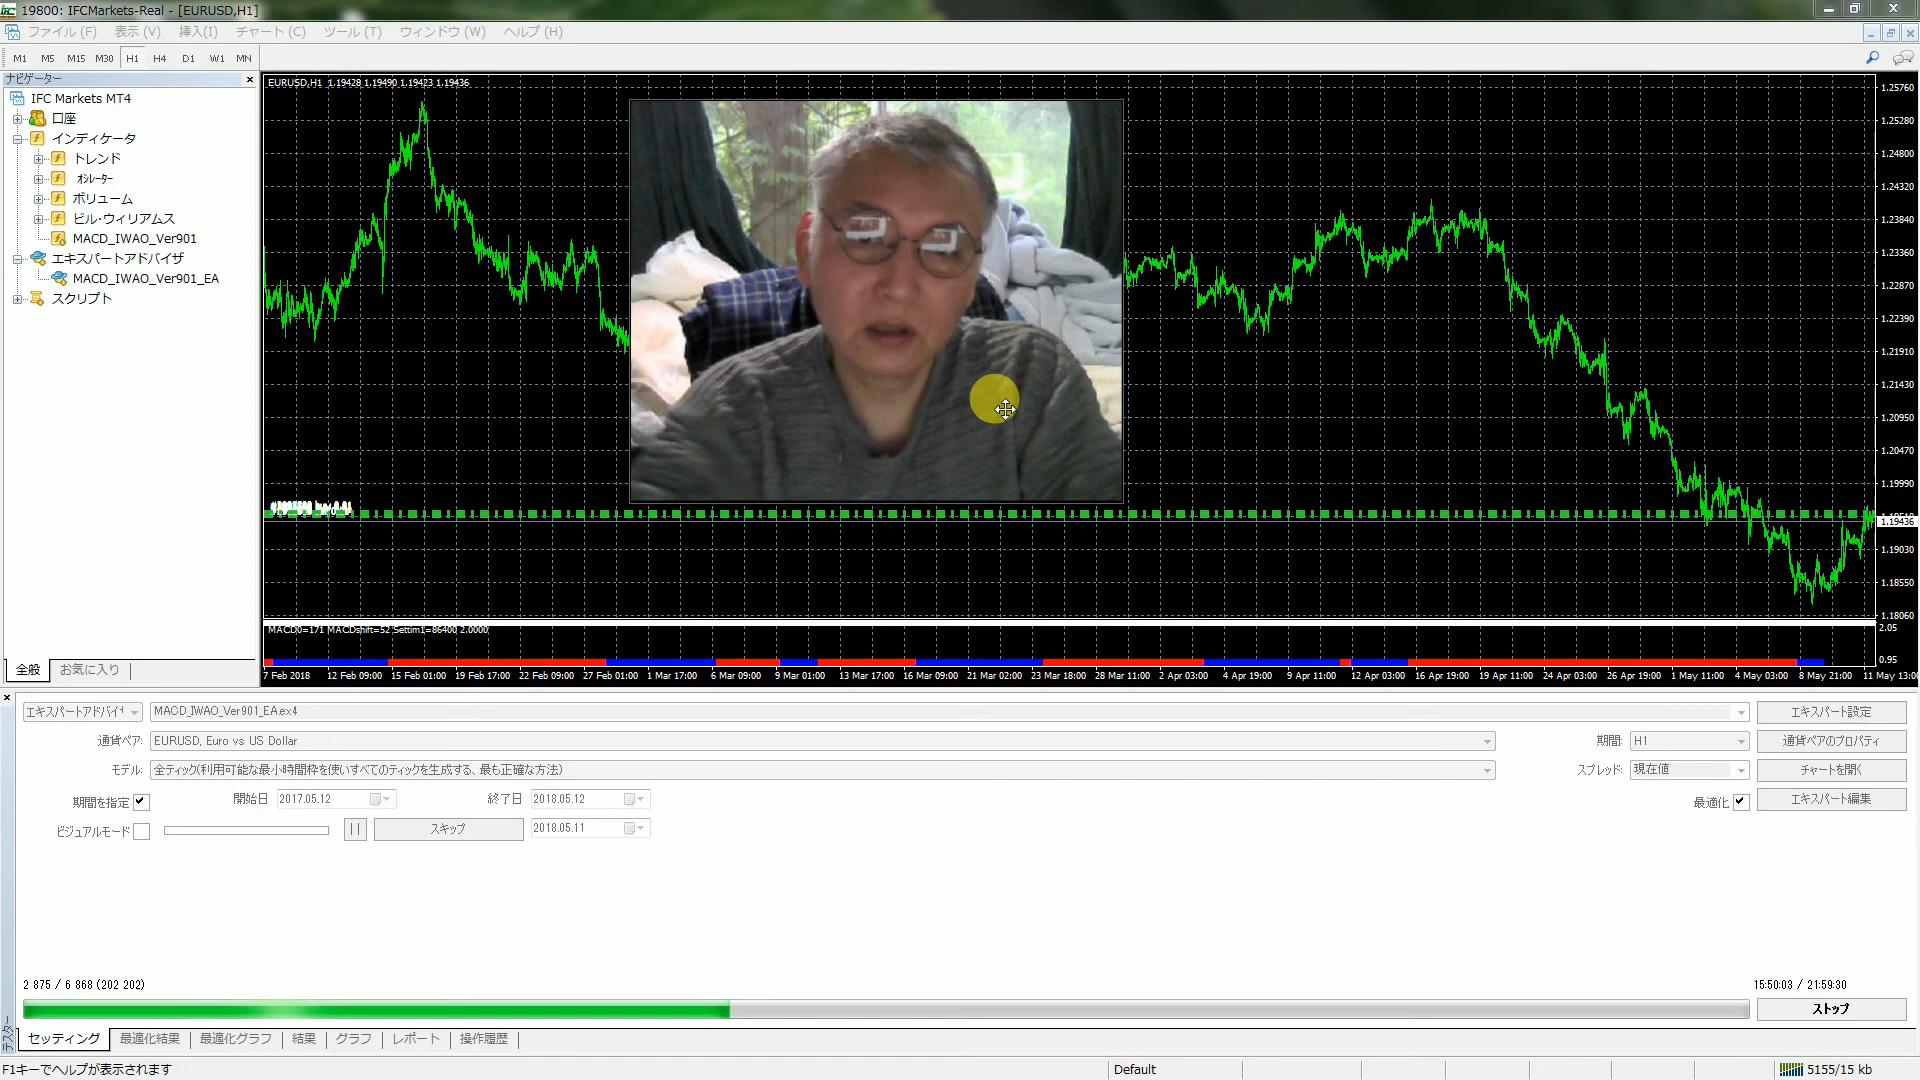 19800: IFCMarkets-Real - [EURUSD,H1]
ファイル (F) 表示 (V) 挿入(I) チャート (C) ツール (T) ウィンドウ (W) ヘルプ (H)
M1 M5 M15 M30 H1 H4 D1 W1 MN
ナビゲーター
IFC Markets MT4
口座
インディケータ
トレンド
オシレーター
ボリューム
ビル・ウィリアムス
MACD_IWAO_Ver901
エキスパートアドバイザ
MACD_IWAO_Ver901_EA
スクリプト
全般 お気に入り
EURUSD,H1 1.19428 1.19490 1.19423 1.19436
1.25760
1.25280
1.24800
1.24320
1.23840
1.23360
1.22870
1.22390
1.21910
1.21430
1.20950
1.20470
1.19990
1.19436
1.19030
1.18550
1.18060
MACD0=171 MACDshift=52 Settim1=86400 2.0000
2.05
0.95
7 Feb 2018 12 Feb 09:00 15 Feb 01:00 19 Feb 17:00 22 Feb 09:00 27 Feb 01:00 1 Mar 17:00 6 Mar 09:00 9 Mar 01:00 13 Mar 17:00 16 Mar 09:00 21 Mar 02:00 23 Mar 18:00 28 Mar 11:00 2 Apr 03:00 4 Apr 19:00 9 Apr 11:00 12 Apr 03:00 16 Apr 19:00 19 Apr 11:00 24 Apr 03:00 26 Apr 19:00 1 May 11:00 4 May 03:00 8 May 21:00 11 May 13:00
エキスパートアドバイ MACD_IWAO_Ver901_EA.ex4 エキスパート設定
通貨ペア: EURUSD, Euro vs US Dollar 期間: H1 通貨ペアのプロパティ
モデル: 全ティック(利用可能な最小時間枠を使いすべてのティックを生成する、最も正確な方法) スプレッド: 現在値 チャートを開く
期間を指定 開始日 2017.05.12 終了日 2018.05.12 最適化 エキスパート編集
ビジュアルモード スキップ 2018.05.11
2 875 / 6 868 (202 202) 15:50:03 / 21:59:30
ストップ
テスター
セッティング 最適化結果 最適化グラフ 結果 グラフ レポート 操作履歴
F1キーでヘルプが表示されます Default 5155/15 kb